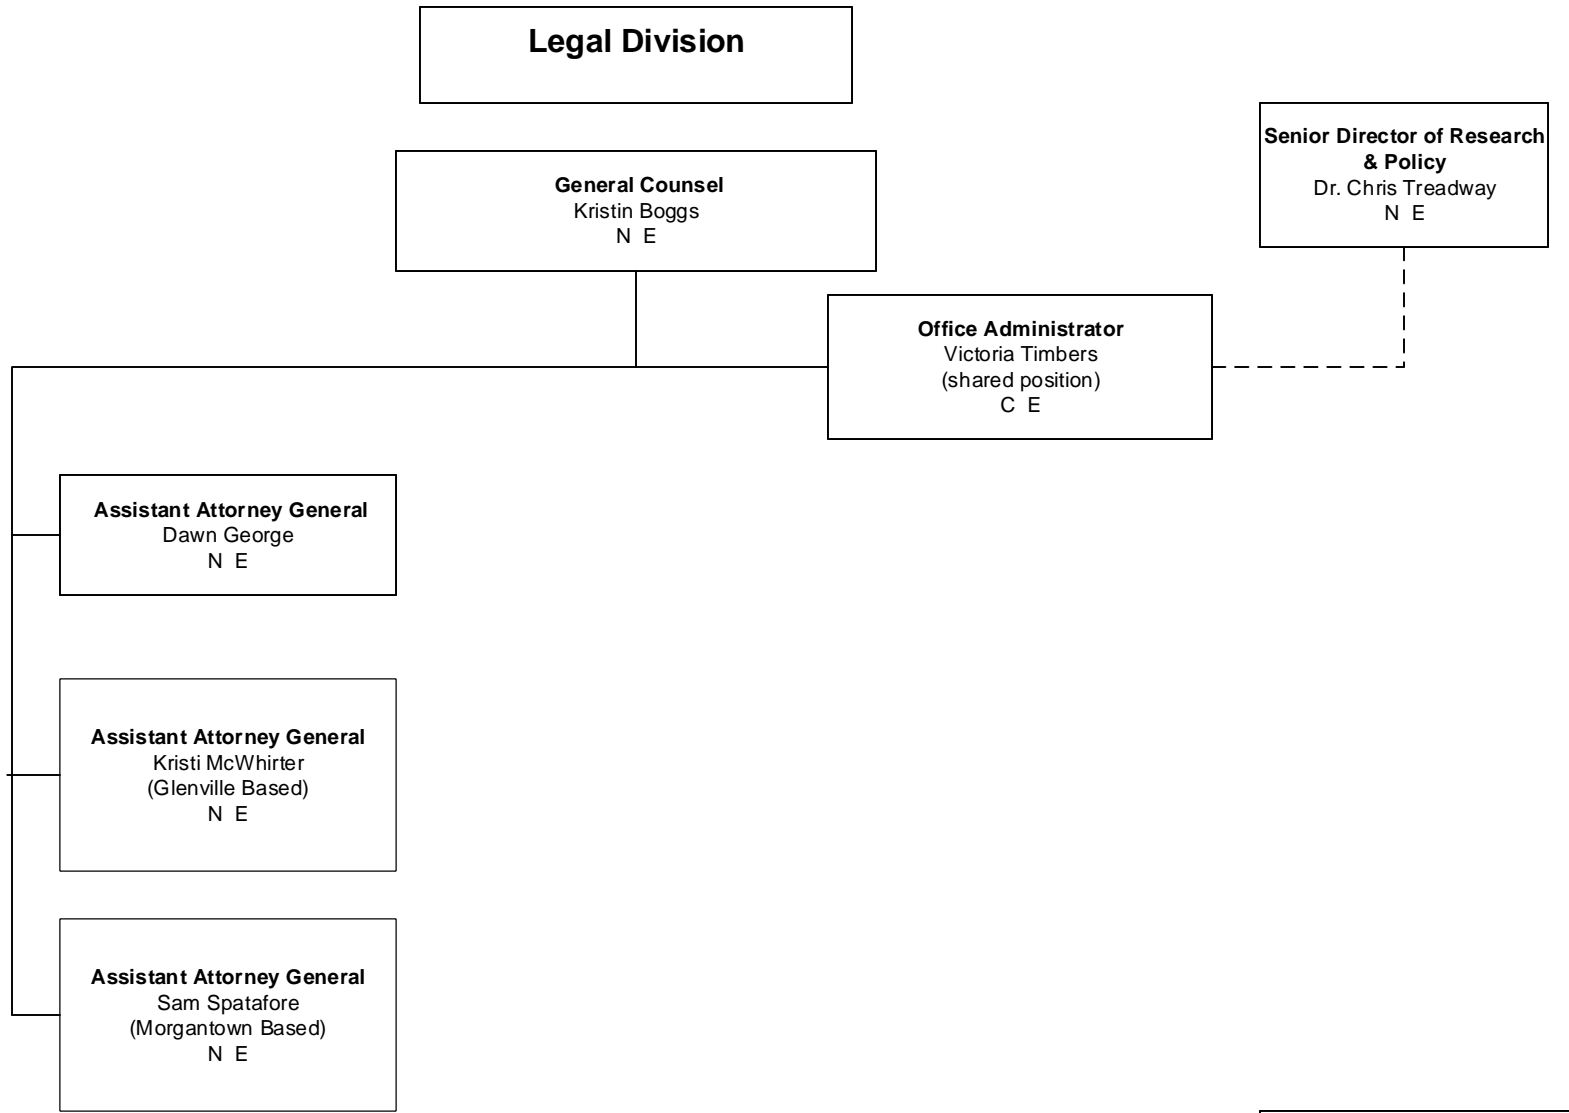 Legal Division
General Counsel
Kristin Boggs
N E
Senior Director of Research
& Policy
Dr. Chris Treadway
N E
Office Administrator
Victoria Timbers
(shared position)
C E
Assistant Attorney General
Dawn George
N E
Assistant Attorney General
Kristi McWhirter
(Glenville Based)
N E
Assistant Attorney General
Sam Spatafore
(Morgantown Based)
N E